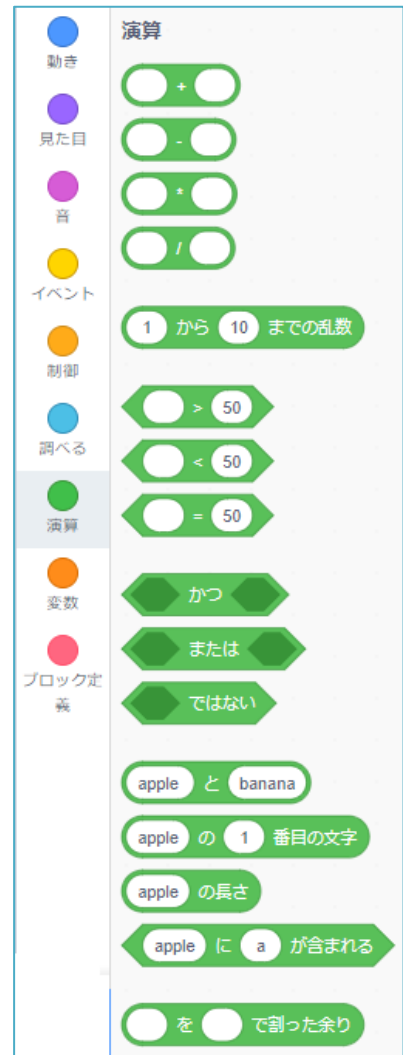 動き
見た目
音
イベント
制御
調べる
演算
変数
ブロック定
義
演算
+
-
*
/
1 から 10 までの乱数
> 50
< 50
= 50
かつ
または
ではない
apple と banana
apple の 1 番目の文字
apple の長さ
apple に a が含まれる
を で割った余り